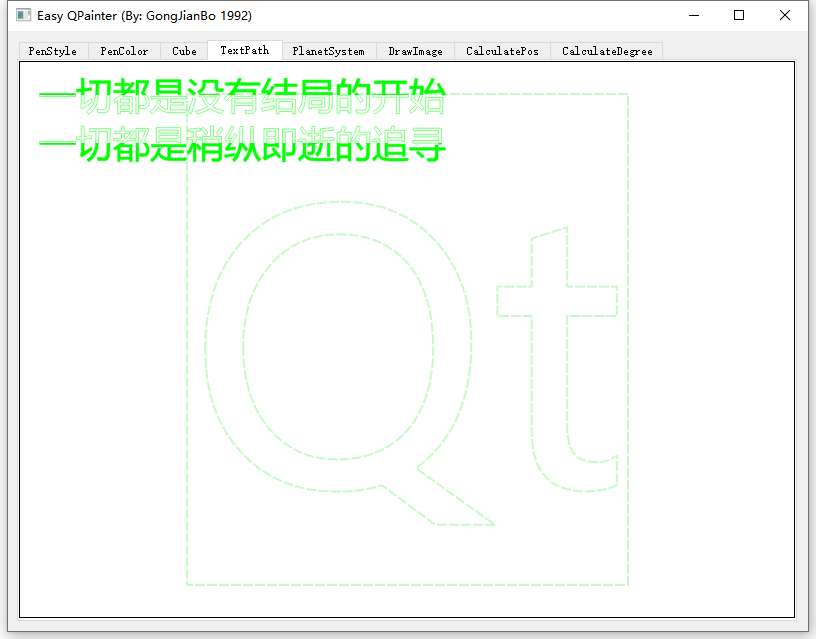 Easy QPainter (By: GongJianBo 1992)
PenStyle PenColor Cube TextPath PlanetSystem DrawImage CalculatePos CalculateDegree
一切都是没有结局的开始
一切都是稍纵即逝的追寻
Qt